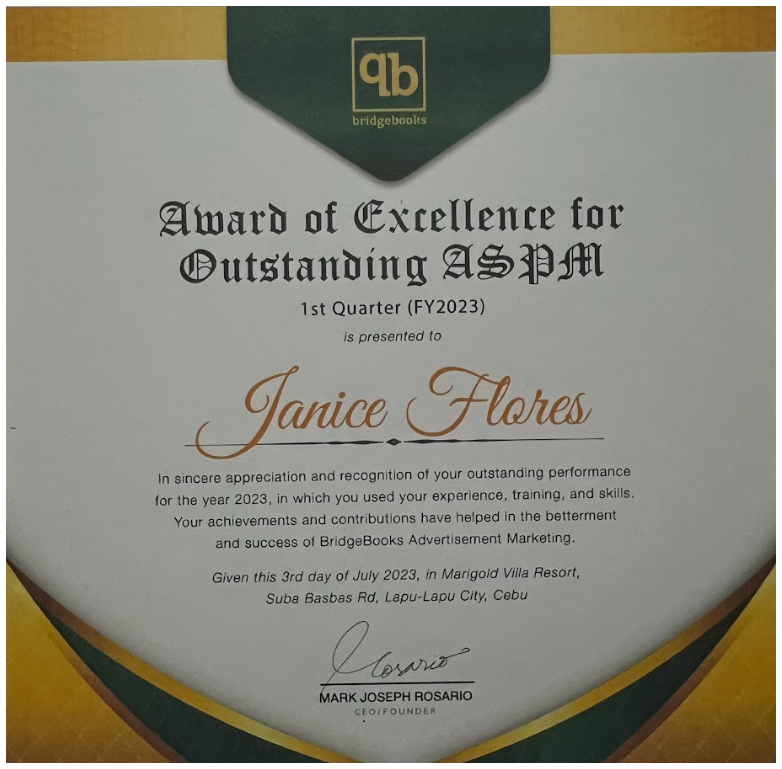 qb
bridgebooks
Award of Excellence for
Outstanding ASPM
1st Quarter (FY2023)
is presented to
Janice Flores
In sincere appreciation and recognition of your outstanding performance
for the year 2023, in which you used your experience, training, and skills.
Your achievements and contributions have helped in the betterment
and success of BridgeBooks Advertisement Marketing.
Given this 3rd day of July 2023, in Marigold Villa Resort,
Suba Basbas Rd, Lapu-Lapu City, Cebu
Rosario
MARK JOSEPH ROSARIO
CEO/FOUNDER